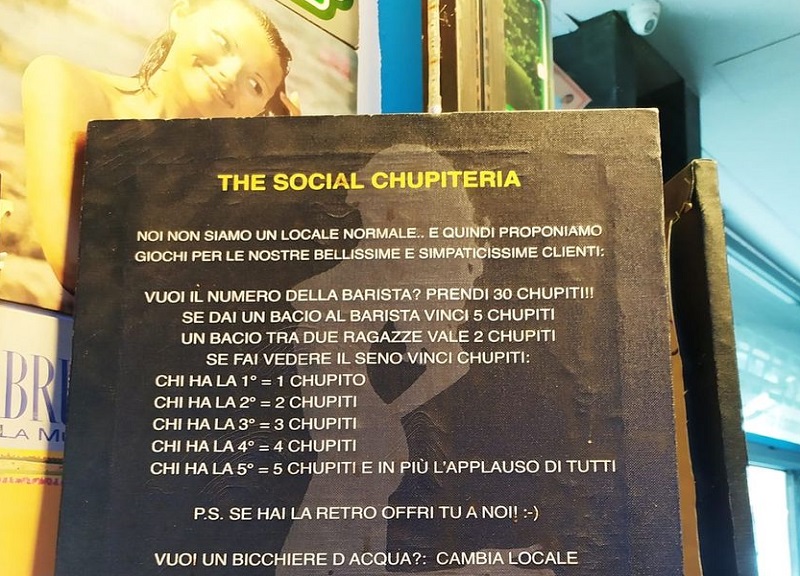 THE SOCIAL CHUPITERIA
NOI NON SIAMO UN LOCALE NORMALE.. E QUINDI PROPONIAMO
GIOCHI PER LE NOSTRE BELLISSIME E SIMPATICISSIME CLIENTI:
VUOI IL NUMERO DELLA BARISTA? PRENDI 30 CHUPITI!!!
SE DAI UN BACIO AL BARISTA VINCI 5 CHUPITI
UN BACIO TRA DUE RAGAZZE VALE 2 CHUPITI
SE FAI VEDERE IL SENO VINCI CHUPITI:
CHI HA LA 1° = 1 CHUPITO
CHI HA LA 2° = 2 CHUPITI
CHI HA LA 3° = 3 CHUPITI
CHI HA LA 4° = 4 CHUPITI
CHI HA LA 5° = 5 CHUPITI E IN PIÙ L'APPLAUSO DI TUTTI
P.S. SE HAI LA RETRO OFFRI TU A NOI! :-)
VUOI UN BICCHIERE D ACQUA?: CAMBIA LOCALE
BRU
LA M